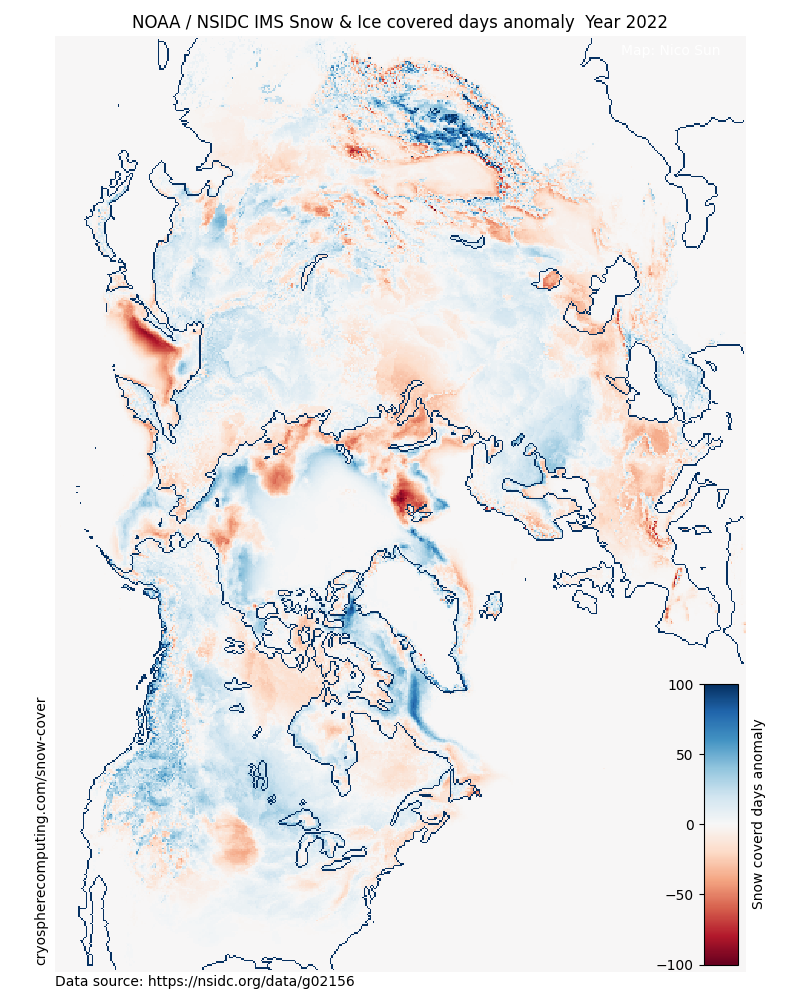 NOAA / NSIDC IMS Snow & Ice covered days anomaly  Year 2022
Map: Nico Sun
cryospherecomputing.com/snow-cover
100
50
0
−50
−100
Snow coverd days anomaly
Data source: https://nsidc.org/data/g02156